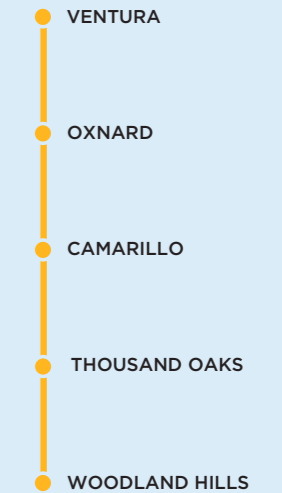 VENTURA
OXNARD
CAMARILLO
THOUSAND OAKS
WOODLAND HILLS